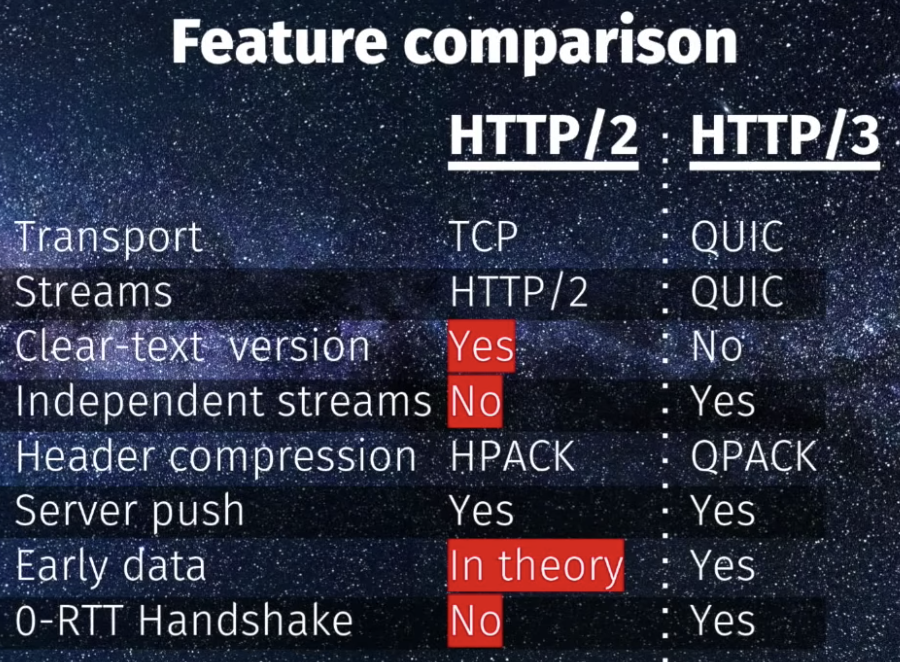 Feature comparison
HTTP/2 HTTP/3
Transport TCP QUIC
Streams HTTP/2 QUIC
Clear-text version Yes No
Independent streams No Yes
Header compression HPACK QPACK
Server push Yes Yes
Early data In theory Yes
0-RTT Handshake No Yes